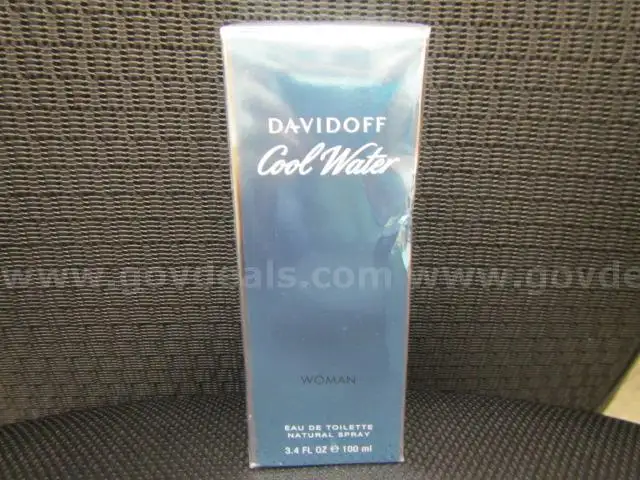 DAVIDOFF
Cool Water
www.govdeals.com www.govde
WOMAN
EAU DE TOILETTE
NATURAL SPRAY
3.4 FL OZ ℮ 100 ml